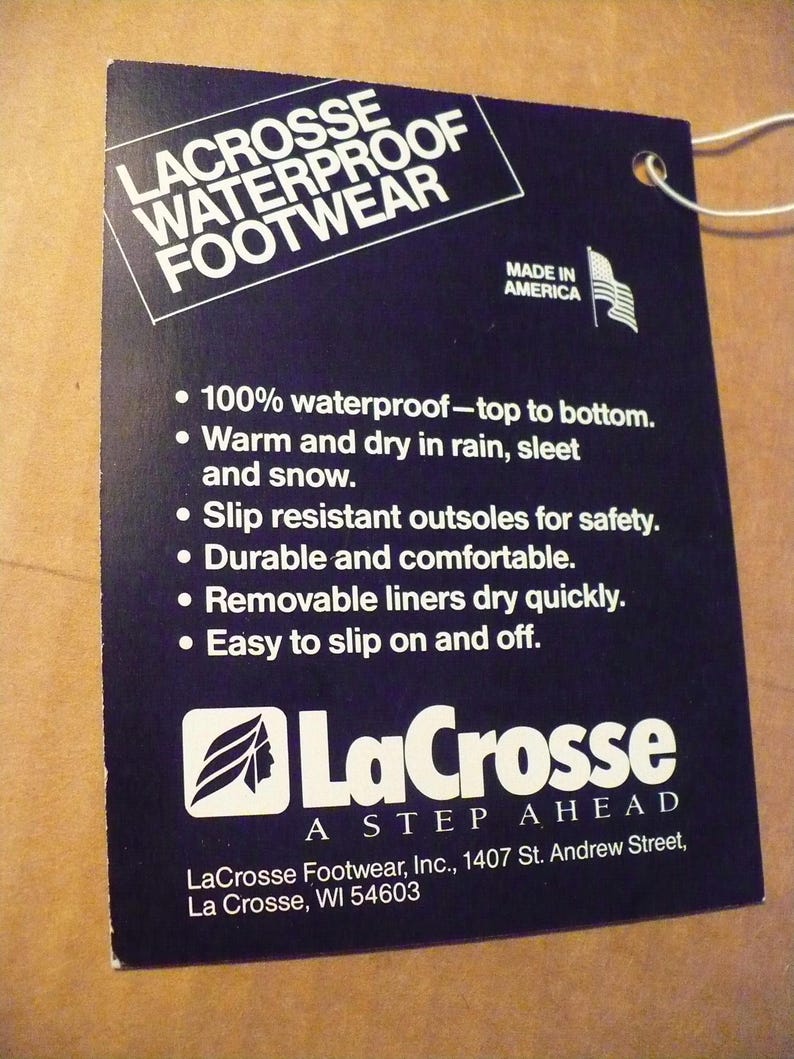 LACROSSE
WATERPROOF
FOOTWEAR
MADE IN
AMERICA
• 100% waterproof—top to bottom.
• Warm and dry in rain, sleet
and snow.
• Slip resistant outsoles for safety.
• Durable and comfortable.
• Removable liners dry quickly.
• Easy to slip on and off.
LaCrosse
A STEP AHEAD
LaCrosse Footwear, Inc., 1407 St. Andrew Street,
La Crosse, WI 54603